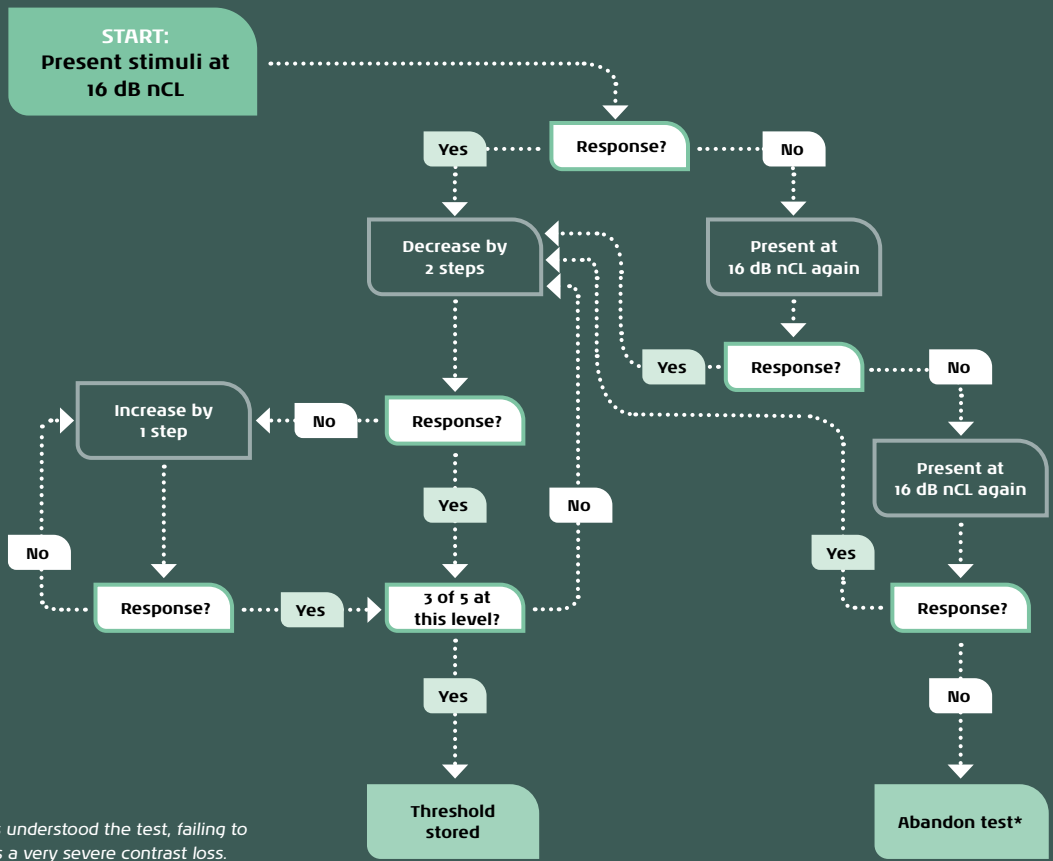 START:
Present stimuli at
16 dB nCL
Response?
Yes
No
Decrease by
2 steps
Present at
16 dB nCL again
Yes
Response?
No
Increase by
1 step
No
Response?
Present at
16 dB nCL again
Yes
No
No
Yes
Response?
Yes
3 of 5 at
this level?
Response?
Yes
No
Threshold
stored
Abandon test*
understood the test, failing to
a very severe contrast loss.